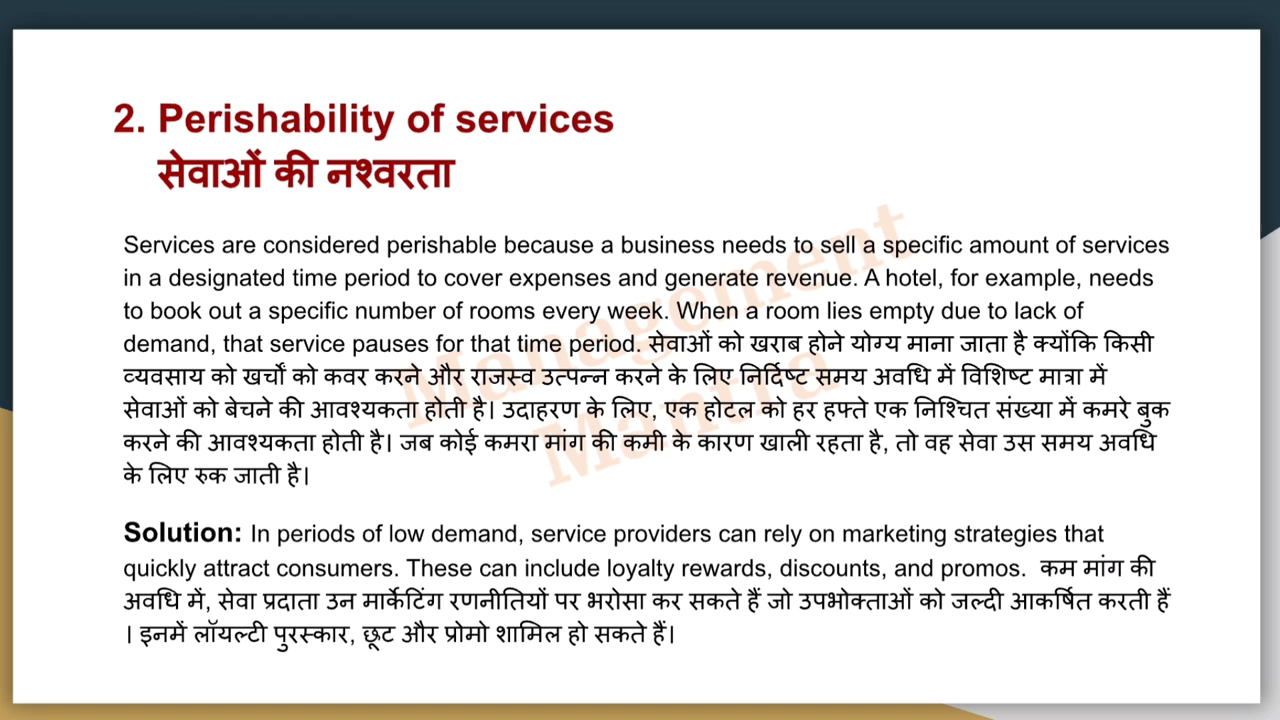 2. Perishability of services
सेवाओं की नश्वरता
Services are considered perishable because a business needs to sell a specific amount of services
in a designated time period to cover expenses and generate revenue. A hotel, for example, needs
to book out a specific number of rooms every week. When a room lies empty due to lack of
demand, that service pauses for that time period. सेवाओं को खराब होने योग्य माना जाता है क्योंकि किसी
व्यवसाय को खर्चों को कवर करने और राजस्व उत्पन्न करने के लिए निर्दिष्ट समय अवधि में विशिष्ट मात्रा में
सेवाओं को बेचने की आवश्यकता होती है। उदाहरण के लिए, एक होटल को हर हफ्ते एक निश्चित संख्या में कमरे बुक
करने की आवश्यकता होती है। जब कोई कमरा मांग की कमी के कारण खाली रहता है, तो वह सेवा उस समय अवधि
के लिए रुक जाती है।
Solution: In periods of low demand, service providers can rely on marketing strategies that
quickly attract consumers. These can include loyalty rewards, discounts, and promos. कम मांग की
अवधि में, सेवा प्रदाता उन मार्केटिंग रणनीतियों पर भरोसा कर सकते हैं जो उपभोक्ताओं को जल्दी आकर्षित करती हैं
। इनमें लॉयल्टी पुरस्कार, छूट और प्रोमो शामिल हो सकते हैं।
Management
Mantra